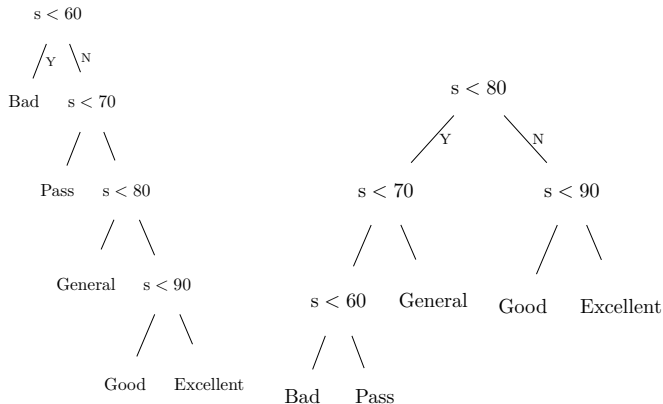 s < 60
Y N
Bad s < 70
Pass s < 80
General s < 90
Good Excellent
s < 80
Y N
s < 70 s < 90
s < 60 General Good Excellent
Bad Pass